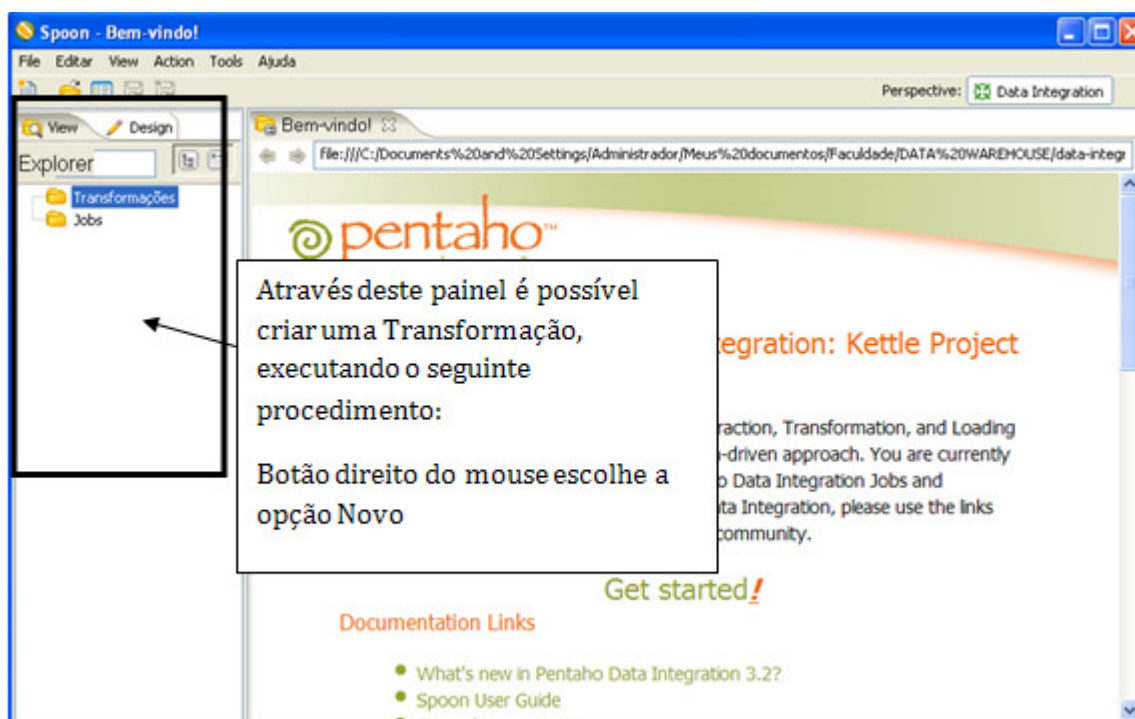 Spoon - Bem-vindo!
File Editar View Action Tools Ajuda
Perspective: Data Integration
View Design
Bem-vindo!
Explorer
File:///C:/Documents%20and%20Settings/Administrador/Meus%20documentos/Faculdade/DATA%20WAREHOUSE/data-integr
Transformações
Jobs
pentaho™
Através deste painel é possível
criar uma Transformação,
executando o seguinte
procedimento:
Botão direito do mouse escolhe a
opção Novo
egration: Kettle Project
raction, Transformation, and Loading
-driven approach. You are currently
o Data Integration Jobs and
ta Integration, please use the links
community.
Get started!
Documentation Links
What's new in Pentaho Data Integration 3.2?
Spoon User Guide